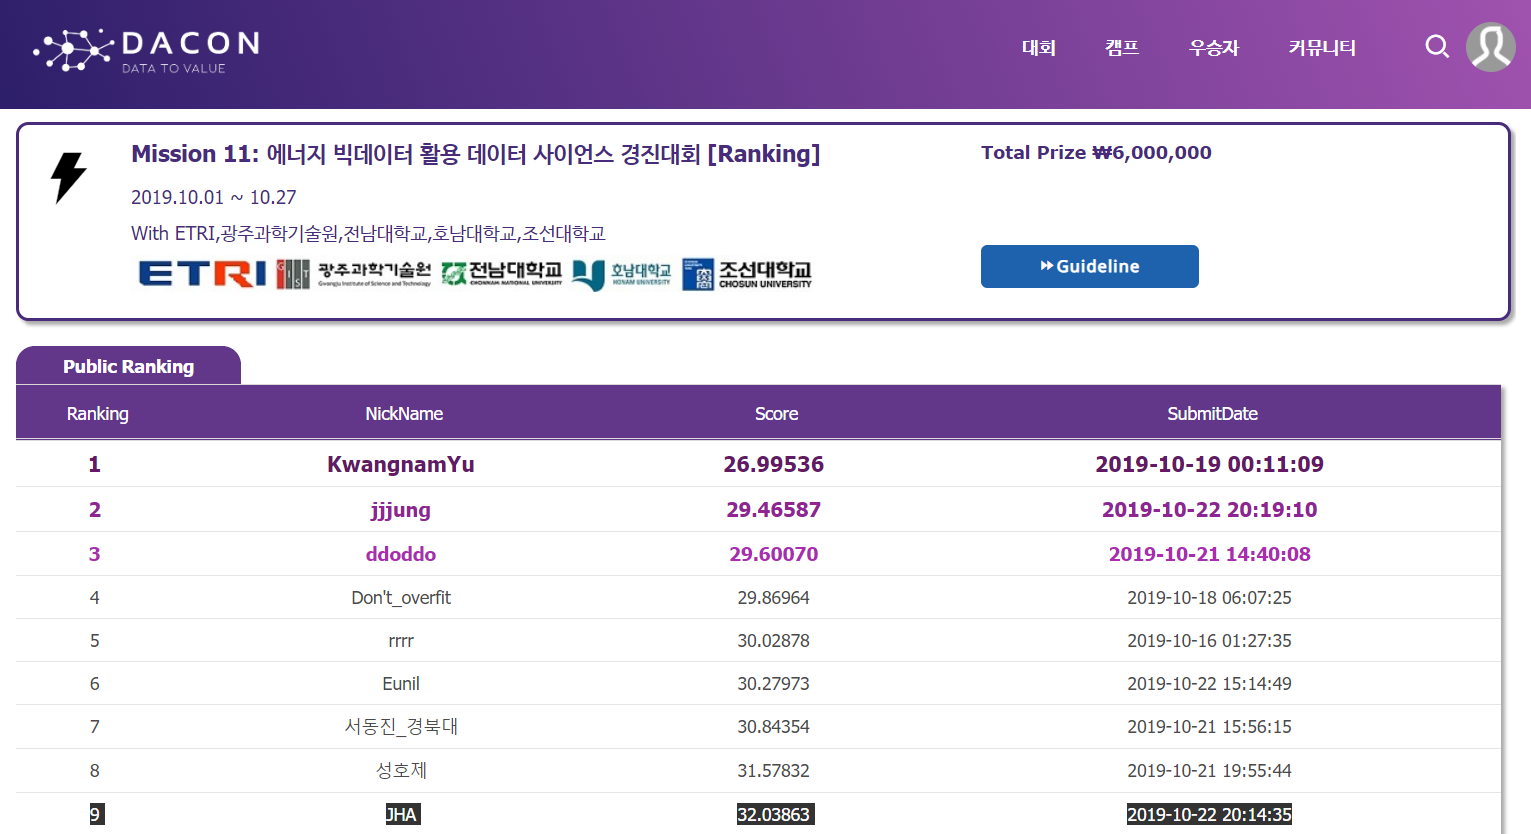 DACON
DATA TO VALUE
대회 캠프 우승자 커뮤니티
Mission 11: 에너지 빅데이터 활용 데이터 사이언스 경진대회 [Ranking]
Total Prize ₩6,000,000
2019.10.01 ~ 10.27
With ETRI,광주과학기술원,전남대학교,호남대학교,조선대학교
ETRI GIST 광주과학기술원 Gwangju Institute of Science and Technology 전남대학교 CHONNAM NATIONAL UNIVERSITY 호남대학교 HONAM UNIVERSITY 조선대학교 CHOSUN UNIVERSITY
Guideline
Public Ranking
Ranking NickName Score SubmitDate
1 KwangnamYu 26.99536 2019-10-19 00:11:09
2 jjjung 29.46587 2019-10-22 20:19:10
3 ddoddo 29.60070 2019-10-21 14:40:08
4 Don't_overfit 29.86964 2019-10-18 06:07:25
5 rrrr 30.02878 2019-10-16 01:27:35
6 Eunil 30.27973 2019-10-22 15:14:49
7 서동진_경북대 30.84354 2019-10-21 15:56:15
8 성호제 31.57832 2019-10-21 19:55:44
9 JHA 32.03863 2019-10-22 20:14:35